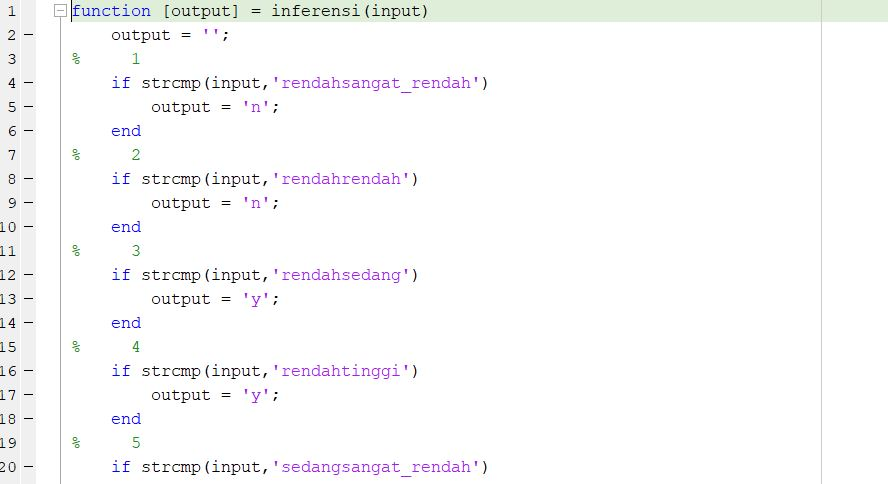 1 function [output] = inferensi(input)
2 – output = '';
3 % 1
4 – if strcmp(input,'rendahsangat_rendah')
5 – output = 'n';
6 – end
7 % 2
8 – if strcmp(input,'rendahrendah')
9 – output = 'n';
10 – end
11 % 3
12 – if strcmp(input,'rendahsedang')
13 – output = 'y';
14 – end
15 % 4
16 – if strcmp(input,'rendahtinggi')
17 – output = 'y';
18 – end
19 % 5
20 – if strcmp(input,'sedangsangat_rendah')